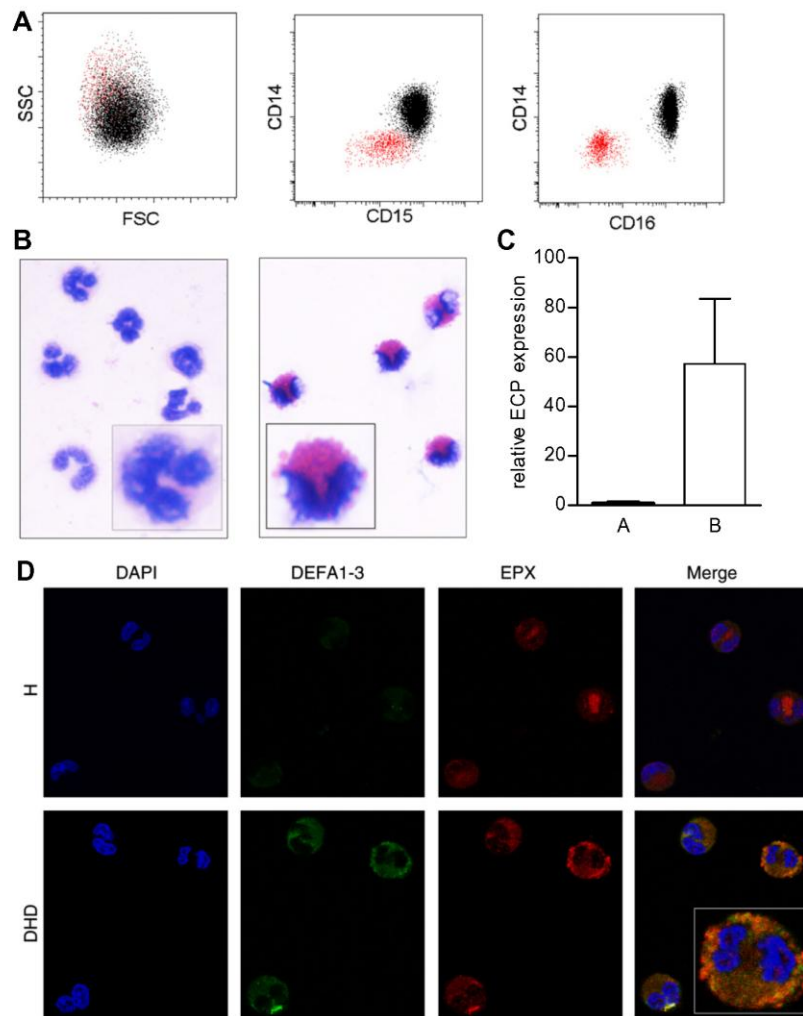 A
SSC
FSC
CD14
CD15
CD14
CD16
B
C
relative ECP expression
100
80
60
40
20
0
A
B
D
DAPI
DEFA1-3
EPX
Merge
H
DHD